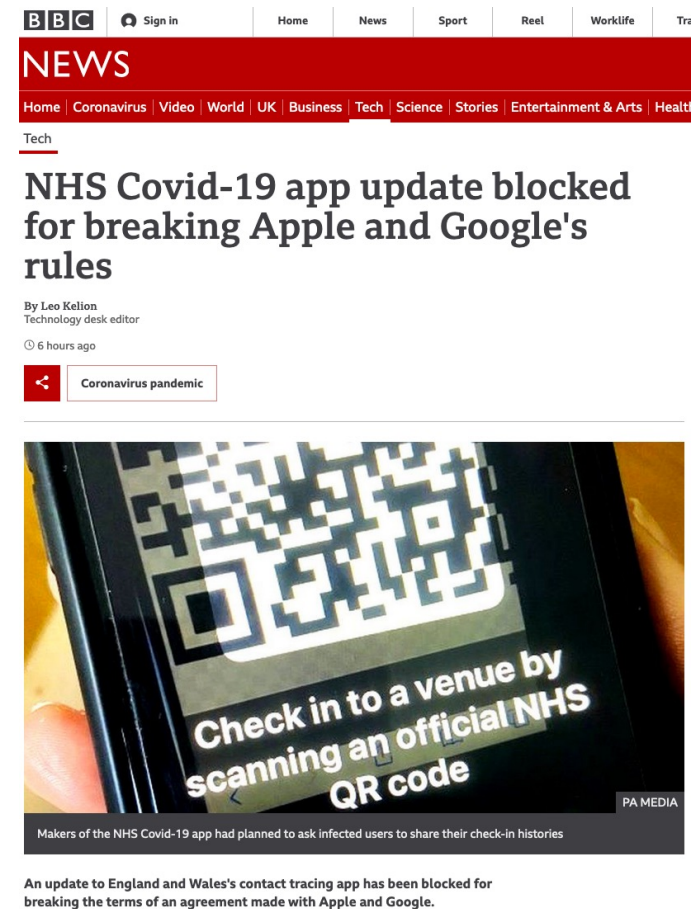 BBC Sign in Home News Sport Reel Worklife Tra
NEWS
Home Coronavirus Video World UK Business Tech Science Stories Entertainment & Arts Healtl
Tech
NHS Covid-19 app update blocked
for breaking Apple and Google's
rules
By Leo Kelion
Technology desk editor
6 hours ago
Coronavirus pandemic
Check in to a venue by
scanning an official NHS
QR code
PA MEDIA
Makers of the NHS Covid-19 app had planned to ask infected users to share their check-in histories
An update to England and Wales's contact tracing app has been blocked for
breaking the terms of an agreement made with Apple and Google.